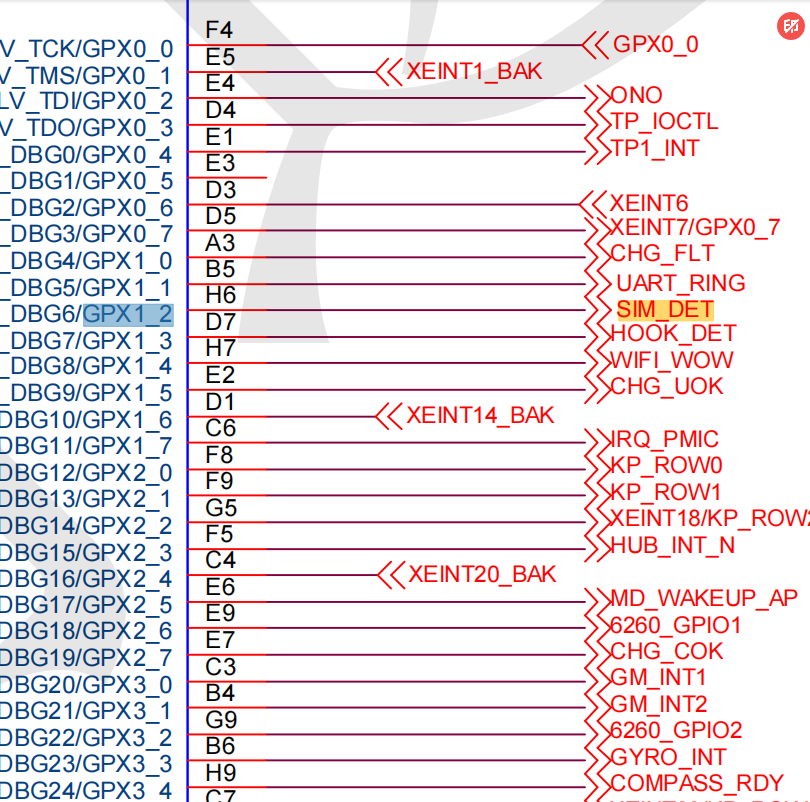 V_TCK/GPX0_0 F4 GPX0_0
V_TMS/GPX0_1 E5 XEINT1_BAK
LV_TDI/GPX0_2 E4 ONO
V_TDO/GPX0_3 D4 TP_IOCTL
_DBG0/GPX0_4 E1 TP1_INT
_DBG1/GPX0_5 E3
_DBG2/GPX0_6 D3 XEINT6
_DBG3/GPX0_7 D5 XEINT7/GPX0_7
_DBG4/GPX1_0 A3 CHG_FLT
_DBG5/GPX1_1 B5 UART_RING
_DBG6/GPX1_2 H6 SIM_DET
_DBG7/GPX1_3 D7 HOOK_DET
_DBG8/GPX1_4 H7 WIFI_WOW
_DBG9/GPX1_5 E2 CHG_UOK
DBG10/GPX1_6 D1 XEINT14_BAK
DBG11/GPX1_7 C6 IRQ_PMIC
DBG12/GPX2_0 F8 KP_ROW0
DBG13/GPX2_1 F9 KP_ROW1
DBG14/GPX2_2 G5 XEINT18/KP_ROW2
DBG15/GPX2_3 F5 HUB_INT_N
DBG16/GPX2_4 C4 XEINT20_BAK
DBG17/GPX2_5 E6 MD_WAKEUP_AP
DBG18/GPX2_6 E9 6260_GPIO1
DBG19/GPX2_7 E7 CHG_COK
DBG20/GPX3_0 C3 GM_INT1
DBG21/GPX3_1 B4 GM_INT2
DBG22/GPX3_2 G9 6260_GPIO2
DBG23/GPX3_3 B6 GYRO_INT
DBG24/GPX3_4 H9 COMPASS_RDY
C7